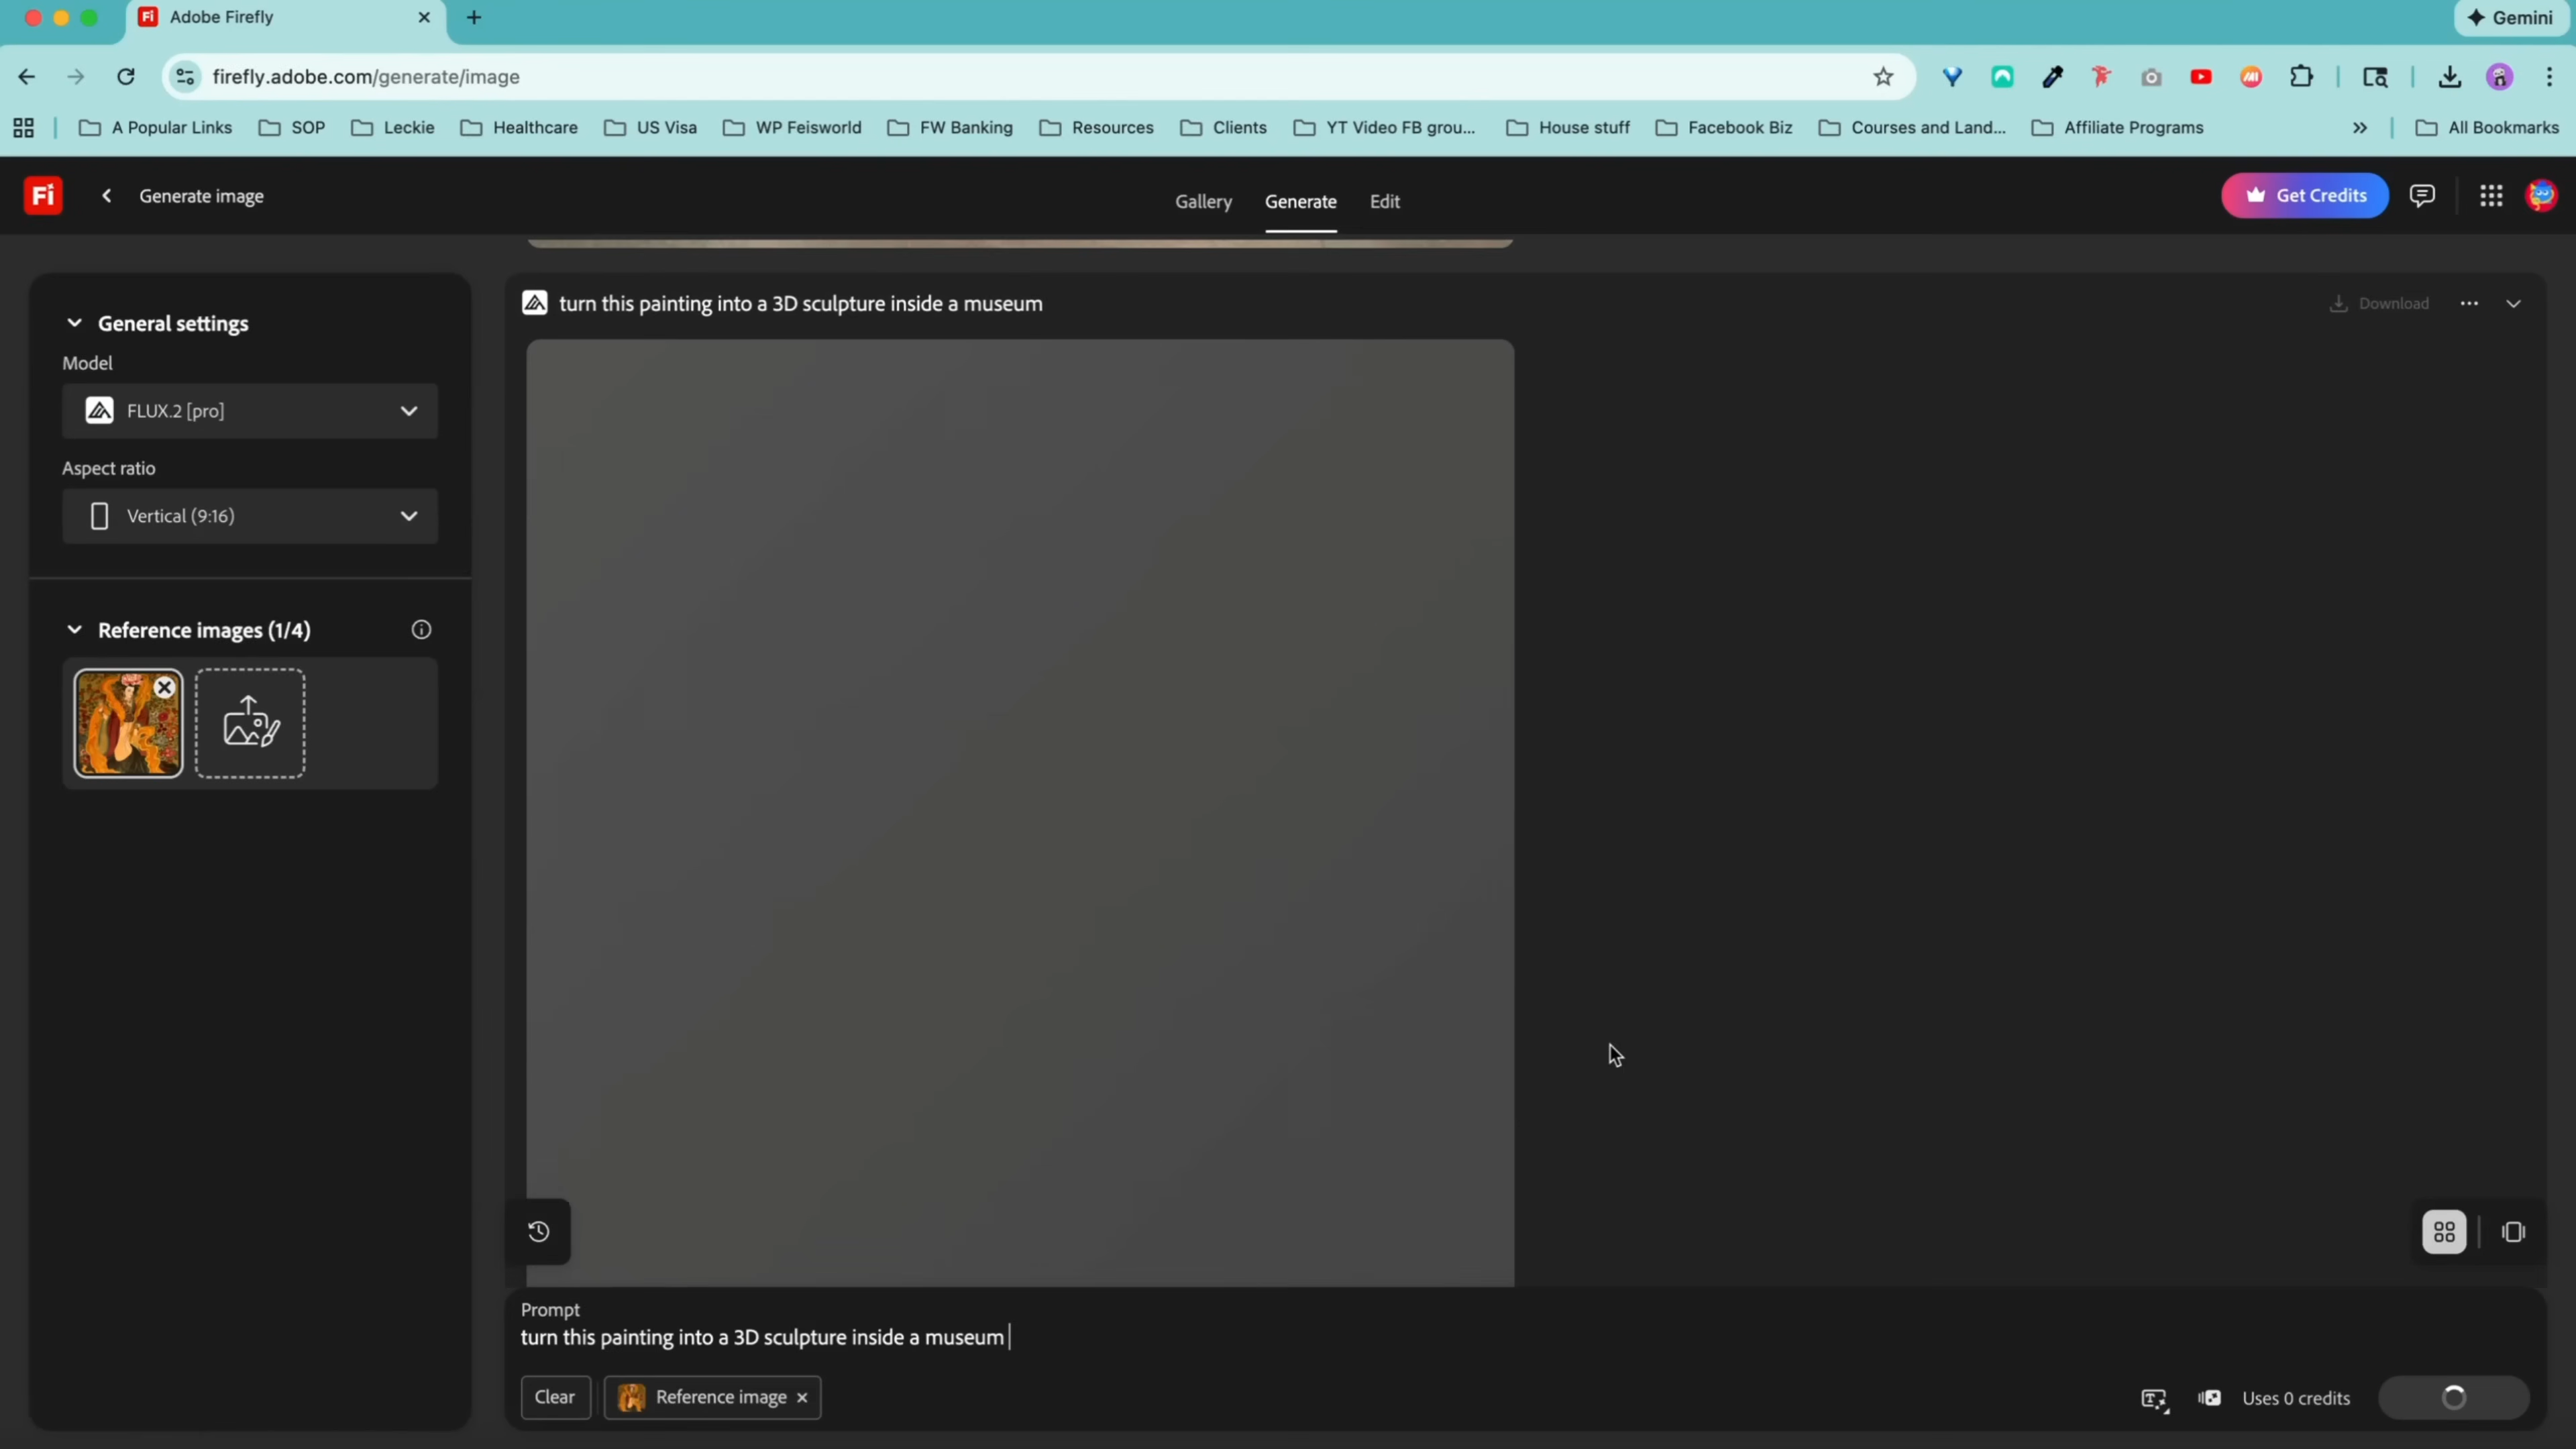 Fi Adobe Firefly
Gemini
firefly.adobe.com/generate/image
A Popular Links SOP Leckie Healthcare US Visa WP Feisworld FW Banking Resources Clients YT Video FB grou... House stuff Facebook Biz Courses and Land... Affiliate Programs All Bookmarks
Fi Generate image Gallery Generate Edit Get Credits
turn this painting into a 3D sculpture inside a museum Download
General settings
Model
FLUX.2 [pro]
Aspect ratio
Vertical (9:16)
Reference images (1/4)
Prompt
turn this painting into a 3D sculpture inside a museum
Clear Reference image Uses 0 credits